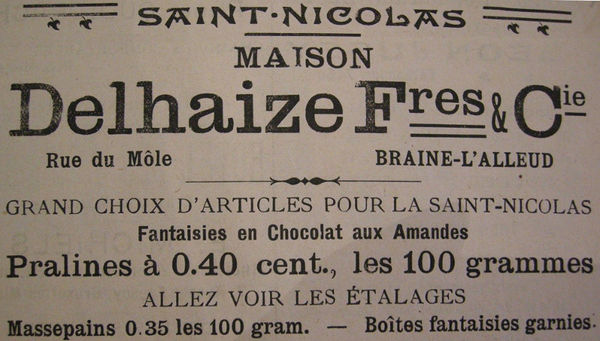 SAINT-NICOLAS
MAISON
Delhaize Fres & Cie
Rue du Môle BRAINE-L'ALLEUD
GRAND CHOIX D'ARTICLES POUR LA SAINT-NICOLAS
Fantaisies en Chocolat aux Amandes
Pralines à 0.40 cent., les 100 grammes
ALLEZ VOIR LES ÉTALAGES
Massepains 0.35 les 100 gram. — Boîtes fantaisies garnies.